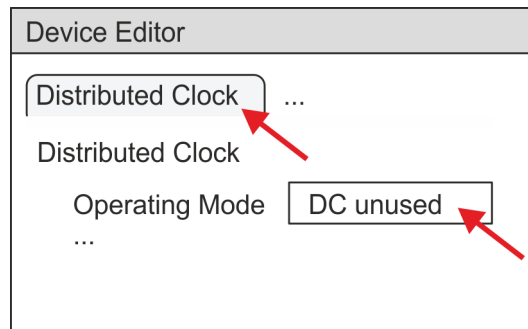 Device Editor
Distributed Clock ...
Distributed Clock
Operating Mode DC unused
...